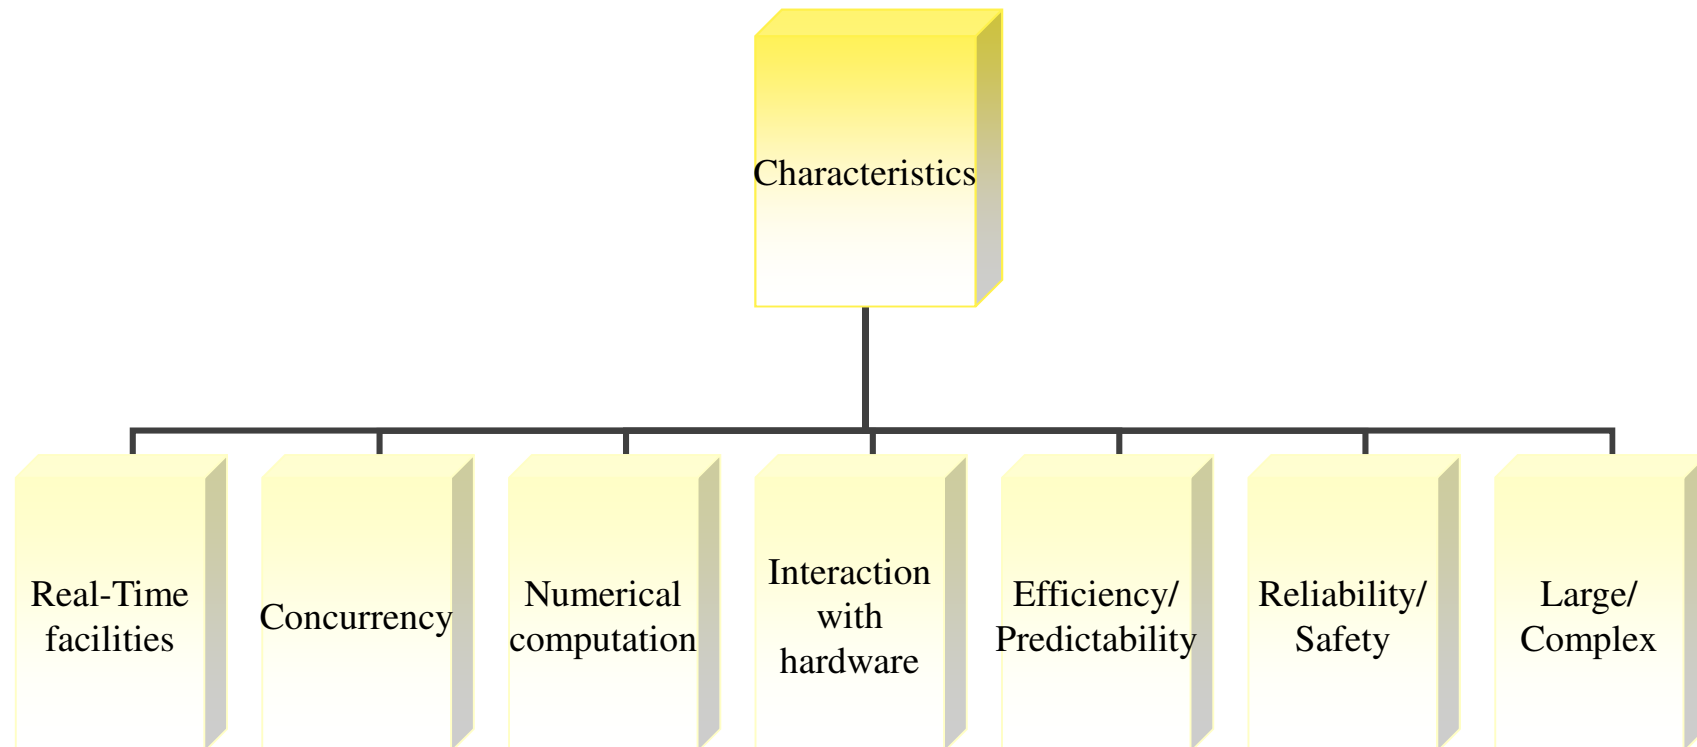 Characteristics
Real-Time
facilities
Concurrency
Numerical
computation
Interaction
with
hardware
Efficiency/
Predictability
Reliability/
Safety
Large/
Complex